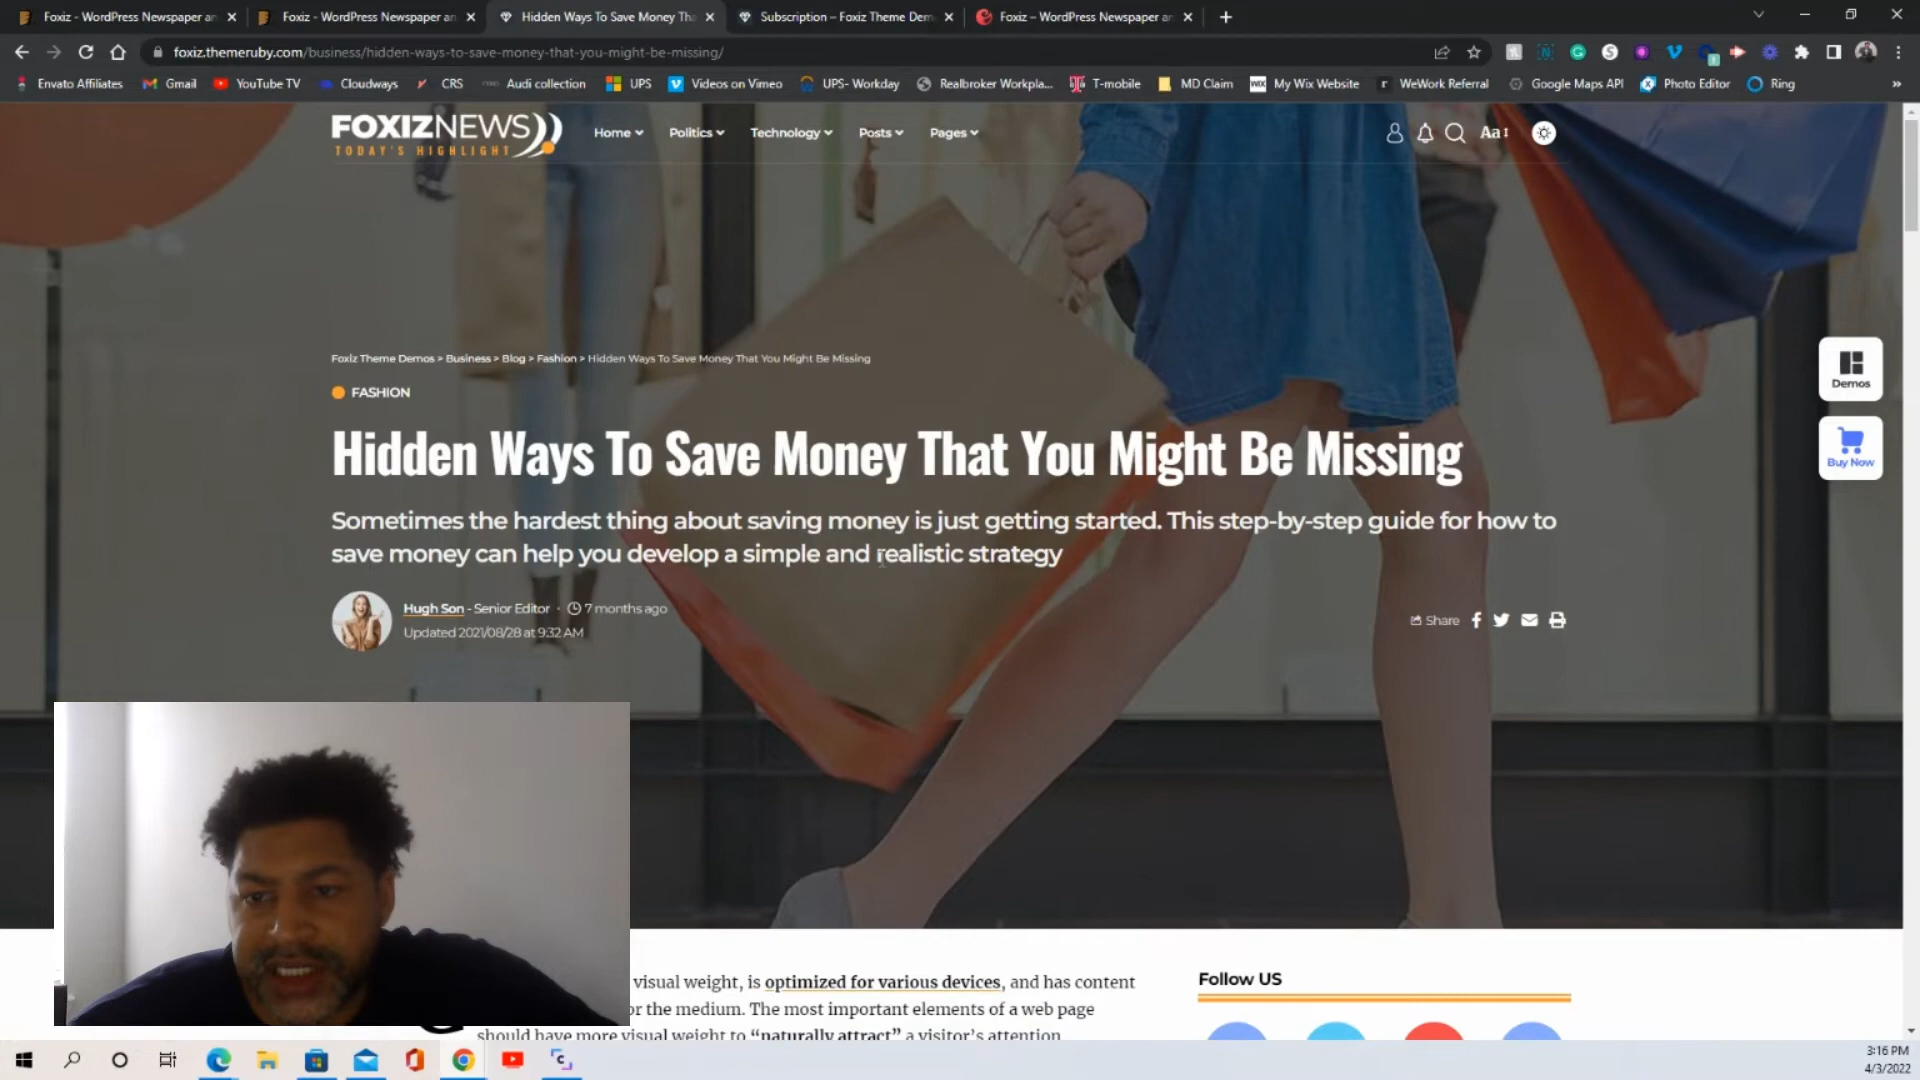 Foxiz - WordPress Newspaper an
Foxiz - WordPress Newspaper an
Hidden Ways To Save Money Tha
Subscription – Foxiz Theme Dem
Foxiz – WordPress Newspaper an
foxiz.themeruby.com/business/hidden-ways-to-save-money-that-you-might-be-missing/
Envato Affiliates
Gmail
YouTube TV
Cloudways
CRS
Audi collection
UPS
Videos on Vimeo
UPS- Workday
Realbroker Workpla...
T-mobile
MD Claim
My Wix Website
WeWork Referral
Google Maps API
Photo Editor
Ring
FOXIZNEWS
TODAY'S HIGHLIGHT
Home
Politics
Technology
Posts
Pages
Aa
Foxiz Theme Demos > Business > Blog > Fashion > Hidden Ways To Save Money That You Might Be Missing
FASHION
Hidden Ways To Save Money That You Might Be Missing
Sometimes the hardest thing about saving money is just getting started. This step-by-step guide for how to
save money can help you develop a simple and realistic strategy
Hugh Son - Senior Editor · 7 months ago
Updated 2021/08/28 at 9:32 AM
Share
Demos
Buy Now
visual weight, is optimized for various devices, and has content
or the medium. The most important elements of a web page
should have more visual weight to “naturally attract” a visitor’s attention
Follow US
3:16 PM
4/3/2022